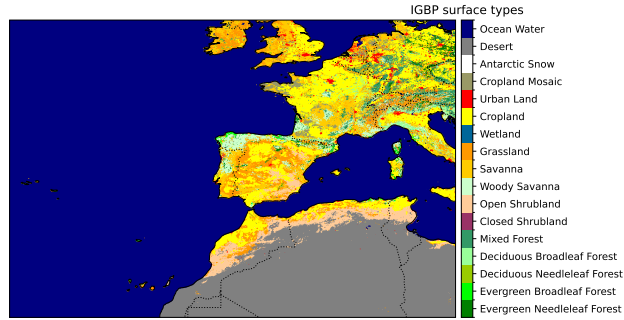 IGBP surface types
Ocean Water
Desert
Antarctic Snow
Cropland Mosaic
Urban Land
Cropland
Wetland
Grassland
Savanna
Woody Savanna
Open Shrubland
Closed Shrubland
Mixed Forest
Deciduous Broadleaf Forest
Deciduous Needleleaf Forest
Evergreen Broadleaf Forest
Evergreen Needleleaf Forest